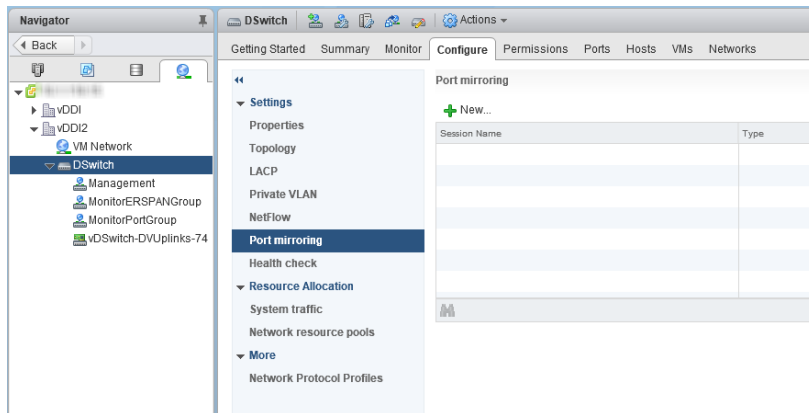 Navigator
Back
vDDI
vDDI2
VM Network
DSwitch
Management
MonitorERSPANGroup
MonitorPortGroup
vDSwitch-DVUplinks-74
DSwitch Actions
Getting Started Summary Monitor Configure Permissions Ports Hosts VMs Networks
Settings
Properties
Topology
LACP
Private VLAN
NetFlow
Port mirroring
Health check
Resource Allocation
System traffic
Network resource pools
More
Network Protocol Profiles
Port mirroring
New...
Session Name Type